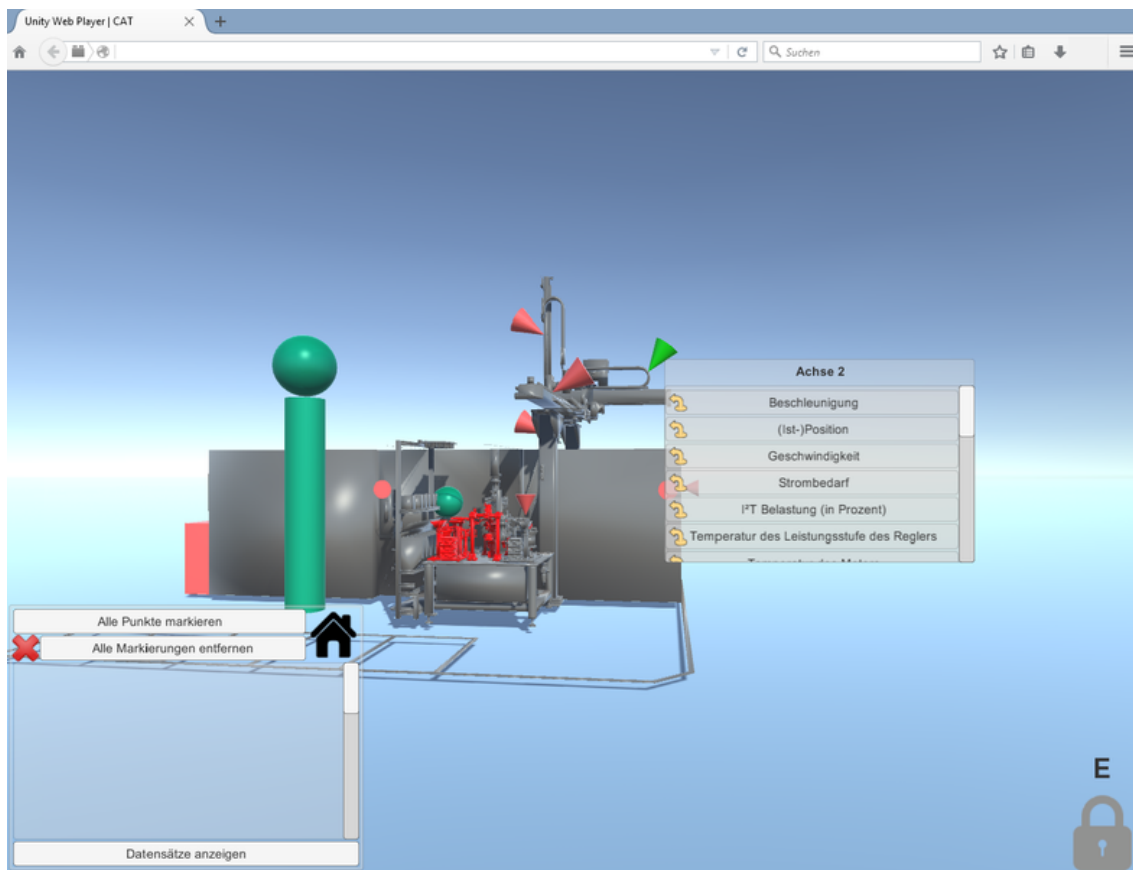 Unity Web Player | CAT
Suchen
Achse 2
Beschleunigung
(Ist-)Position
Geschwindigkeit
Strombedarf
I²T Belastung (in Prozent)
Temperatur des Leistungsstufe des Reglers
Alle Punkte markieren
Alle Markierungen entfernen
Datensätze anzeigen
E